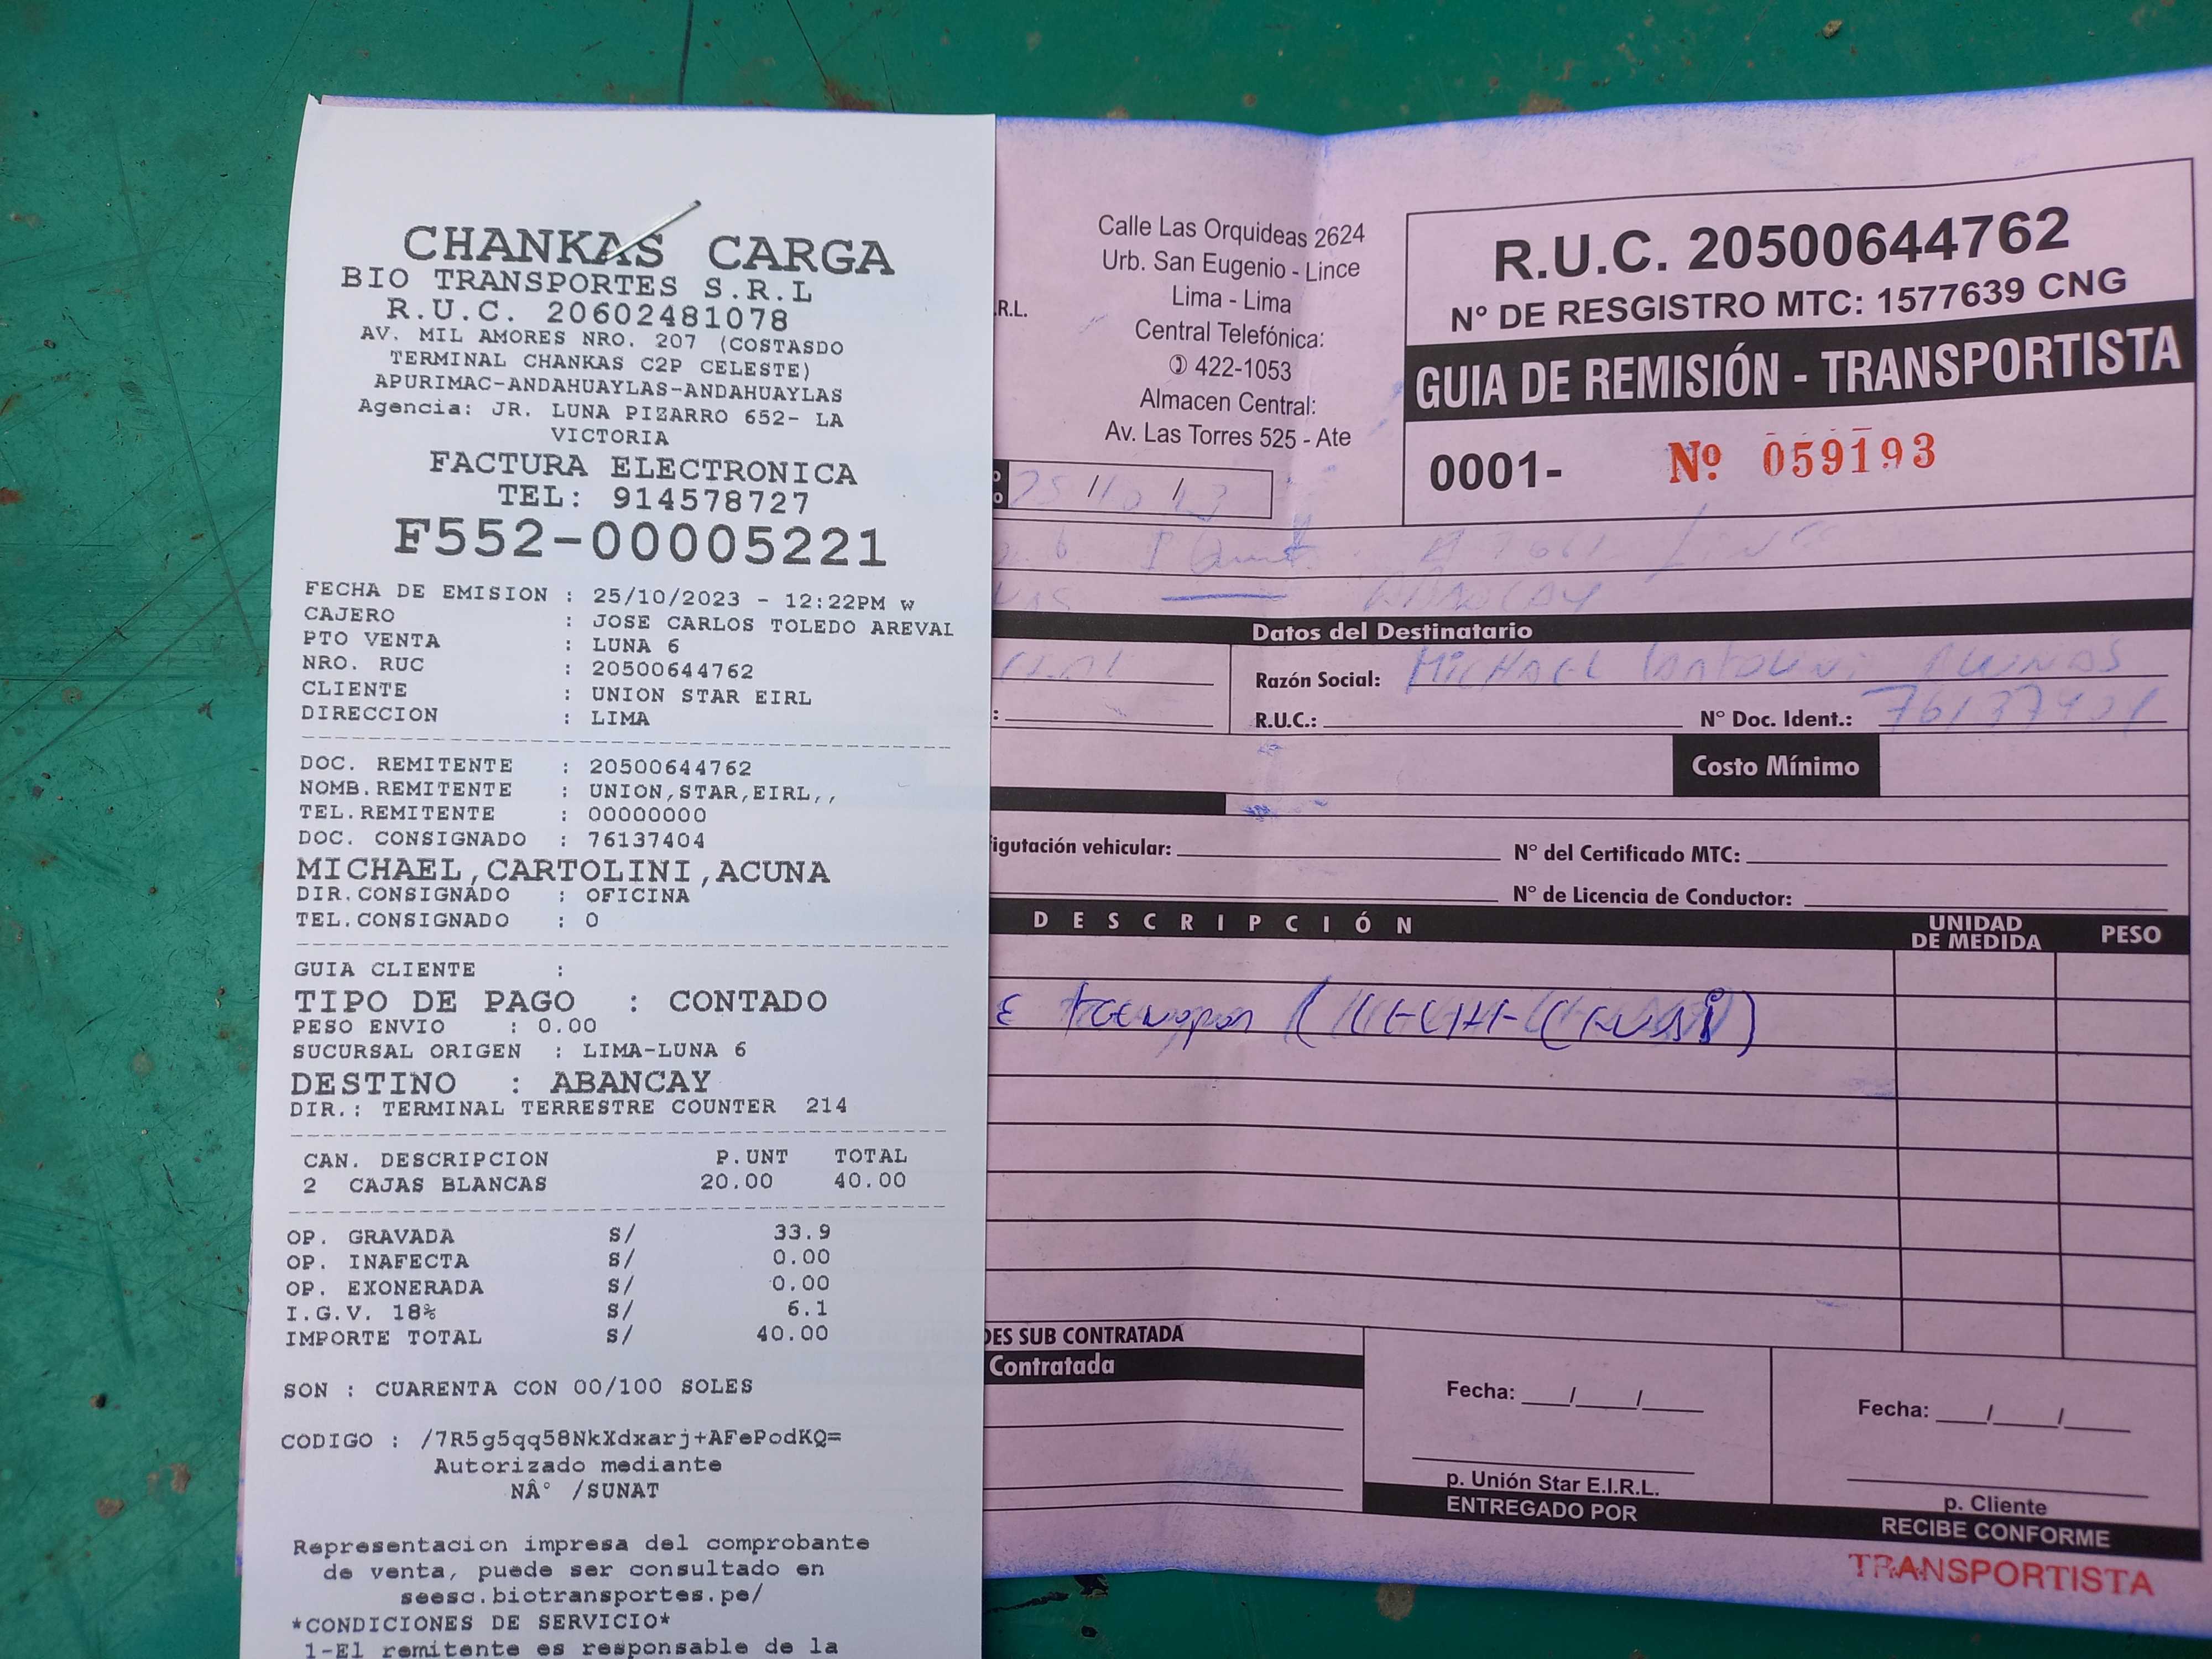 CHANKAS CARGA
BIO TRANSPORTES S.R.L
R.U.C. 20602481078
AV. MIL AMORES NRO. 207 (COSTASDO
TERMINAL CHANKAS C2P CELESTE)
APURIMAC-ANDAHUAYLAS-ANDAHUAYLAS
Agencia: JR. LUNA PIZARRO 652- LA
VICTORIA
FACTURA ELECTRONICA
TEL: 914578727
F552-00005221
FECHA DE EMISION : 25/10/2023 - 12:22PM W
CAJERO : JOSE CARLOS TOLEDO AREVAL
PTO VENTA : LUNA 6
NRO. RUC : 20500644762
CLIENTE : UNION STAR EIRL
DIRECCION : LIMA
DOC. REMITENTE : 20500644762
NOMB.REMITENTE : UNION,STAR,EIRL,,
TEL.REMITENTE : 00000000
DOC. CONSIGNADO : 76137404
MICHAEL,CARTOLINI,ACUNA
DIR.CONSIGNADO : OFICINA
TEL.CONSIGNADO : 0
GUIA CLIENTE :
TIPO DE PAGO : CONTADO
PESO ENVIO : 0.00
SUCURSAL ORIGEN : LIMA-LUNA 6
DESTINO : ABANCAY
DIR.: TERMINAL TERRESTRE COUNTER 214
CAN. DESCRIPCION P.UNT TOTAL
2 CAJAS BLANCAS 20.00 40.00
OP. GRAVADA S/ 33.9
OP. INAFECTA S/ 0.00
OP. EXONERADA S/ 0.00
I.G.V. 18% S/ 6.1
IMPORTE TOTAL S/ 40.00
SON : CUARENTA CON 00/100 SOLES
CODIGO : /7R5g5qq58NkXdxarj+AFePodKQ=
Autorizado mediante
NÂ° /SUNAT
Representacion impresa del comprobante
de venta, puede ser consultado en
seesc.biotransportes.pe/
*CONDICIONES DE SERVICIO*
1-El remitente es responsable de la
.R.L.
Calle Las Orquideas 2624
Urb. San Eugenio - Lince
Lima - Lima
Central Telefónica:
✆ 422-1053
Almacen Central:
Av. Las Torres 525 - Ate
R.U.C. 20500644762
N° DE RESGISTRO MTC: 1577639 CNG
GUIA DE REMISIÓN - TRANSPORTISTA
0001- Nº 059193
25/10/23
ABANCAY
Datos del Destinatario
Razón Social: MICHAEL
R.U.C.: N° Doc. Ident.:
Costo Mínimo
igutación vehicular: N° del Certificado MTC:
N° de Licencia de Conductor:
DESCRIPCIÓN UNIDAD DE MEDIDA PESO
DES SUB CONTRATADA
Contratada
Fecha: / /
p. Unión Star E.I.R.L.
ENTREGADO POR
Fecha: / /
p. Cliente
RECIBE CONFORME
TRANSPORTISTA